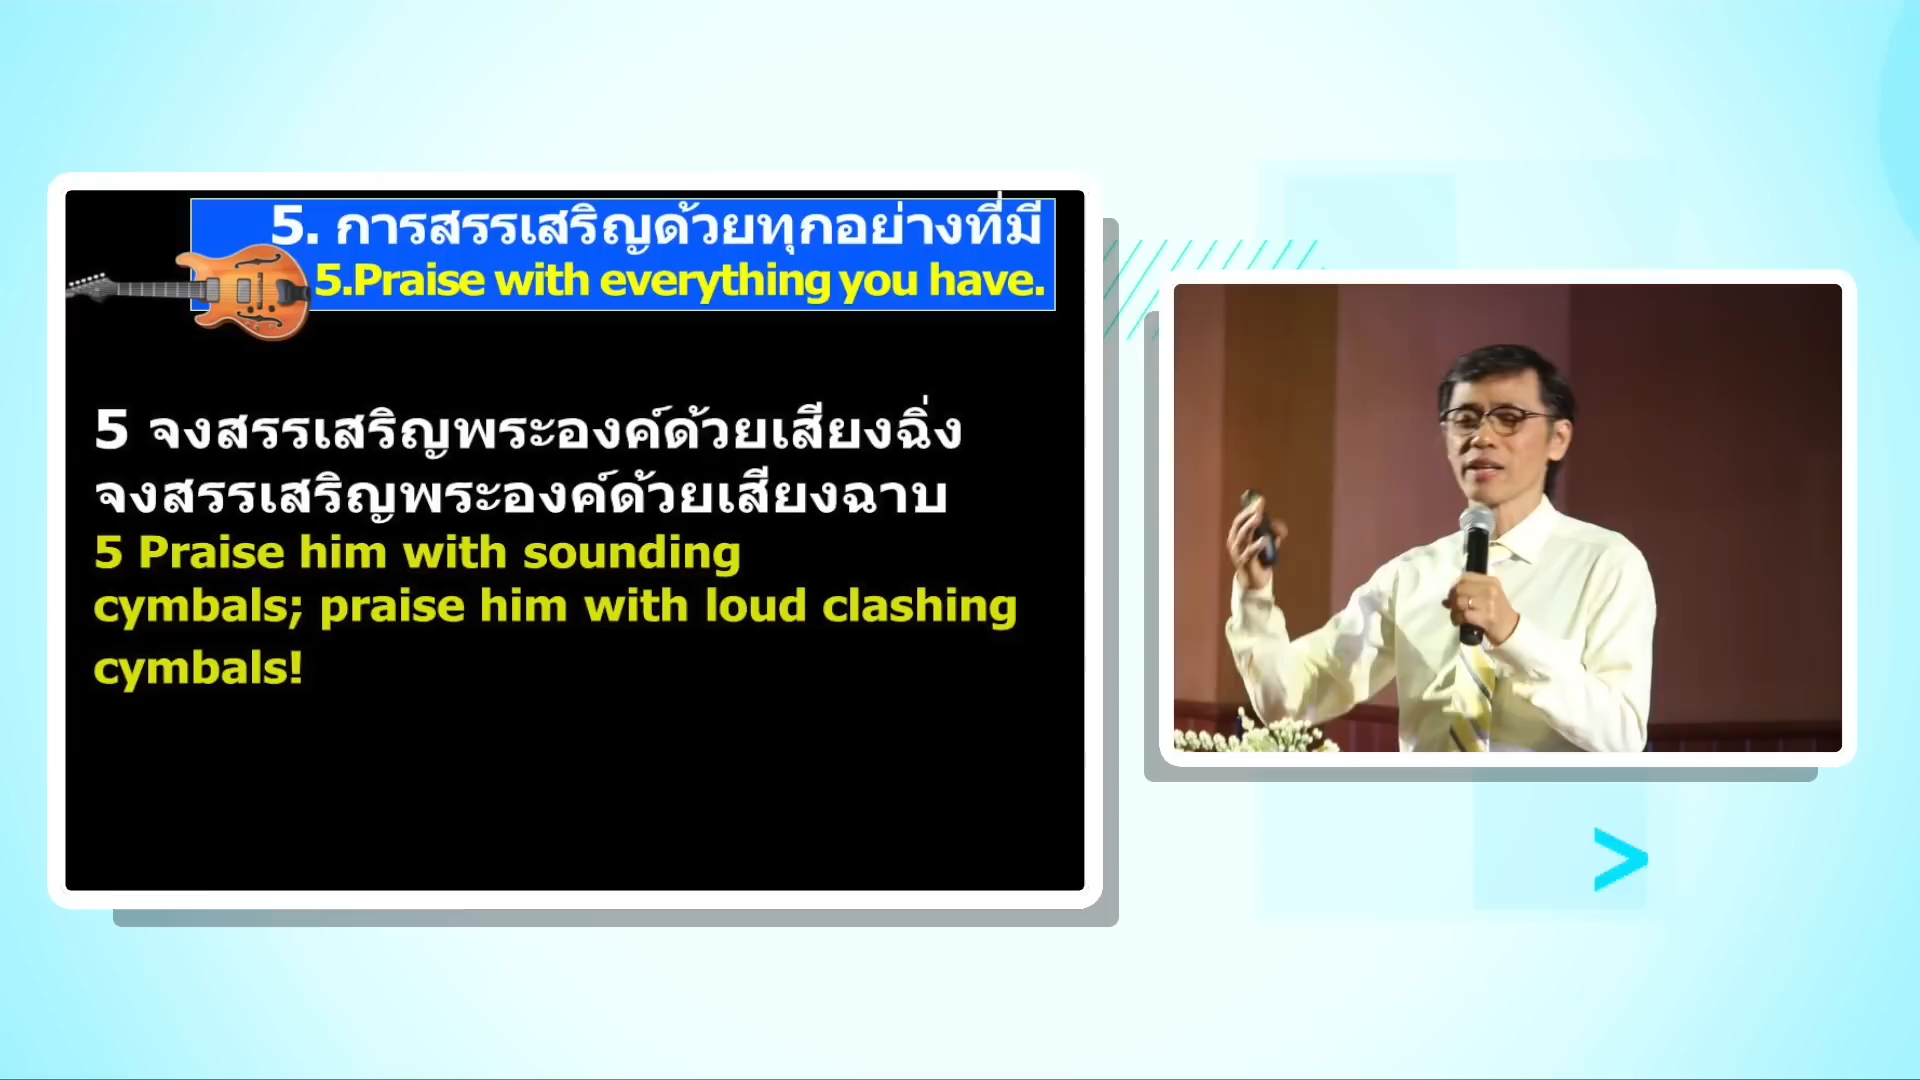 5. การสรรเสริญด้วยทุกอย่างที่มี
5.Praise with everything you have.
5 จงสรรเสริญพระองค์ด้วยเสียงฉิ่ง
จงสรรเสริญพระองค์ด้วยเสียงฉาบ
5 Praise him with sounding
cymbals; praise him with loud clashing
cymbals!